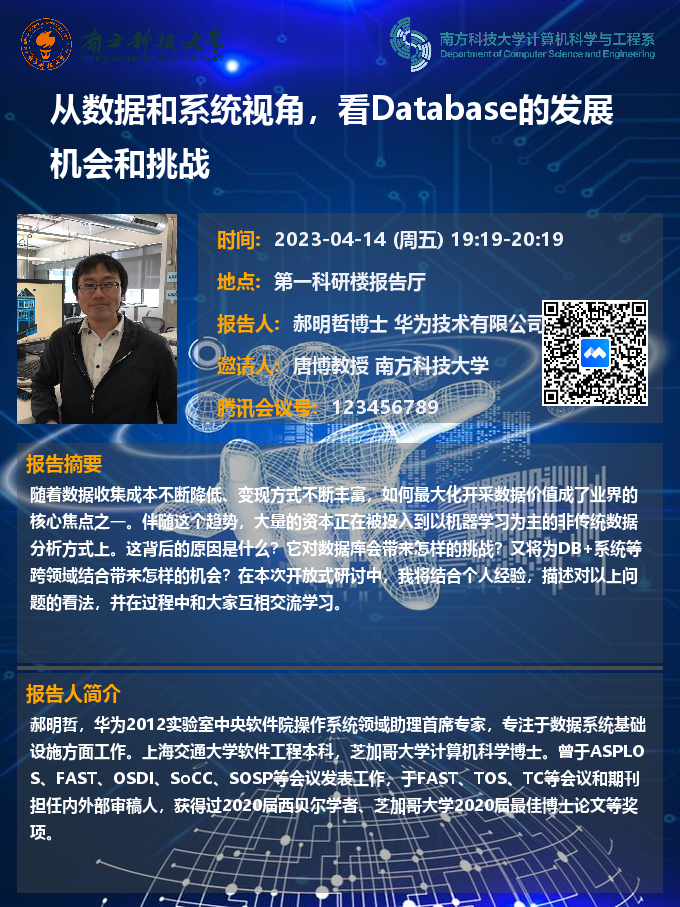 南方科技大学
南方科技大学计算机科学与工程系
Department of Computer Science and Engineering
从数据和系统视角，看Database的发展
机会和挑战
时间: 2023-04-14 (周五) 19:19-20:19
地点: 第一科研楼报告厅
报告人: 郝明哲博士 华为技术有限公司
邀请人: 唐博教授 南方科技大学
腾讯会议号: 123456789
报告摘要
随着数据收集成本不断降低、变现方式不断丰富，如何最大化开采数据价值成了业界的
核心焦点之一。伴随这个趋势，大量的资本正在被投入到以机器学习为主的非传统数据
分析方式上。这背后的原因是什么？它对数据库会带来怎样的挑战？又将为DB+系统等
跨领域结合带来怎样的机会？在本次开放式研讨中，我将结合个人经验，描述对以上问
题的看法，并在过程中和大家互相交流学习。
报告人简介
郝明哲，华为2012实验室中央软件院操作系统领域助理首席专家，专注于数据系统基础
设施方面工作。上海交通大学软件工程本科，芝加哥大学计算机科学博士。曾于ASPLO
S、FAST、OSDI、SoCC、SOSP等会议发表工作，于FAST、TOS、TC等会议和期刊
担任内外部审稿人，获得过2020届西贝尔学者、芝加哥大学2020届最佳博士论文等奖
项。